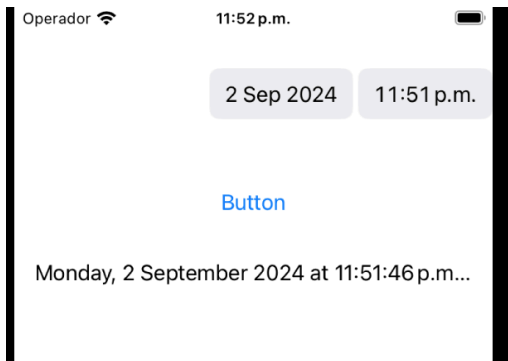 Operador 11:52 p.m.
2 Sep 2024 11:51 p.m.
Button
Monday, 2 September 2024 at 11:51:46 p.m...